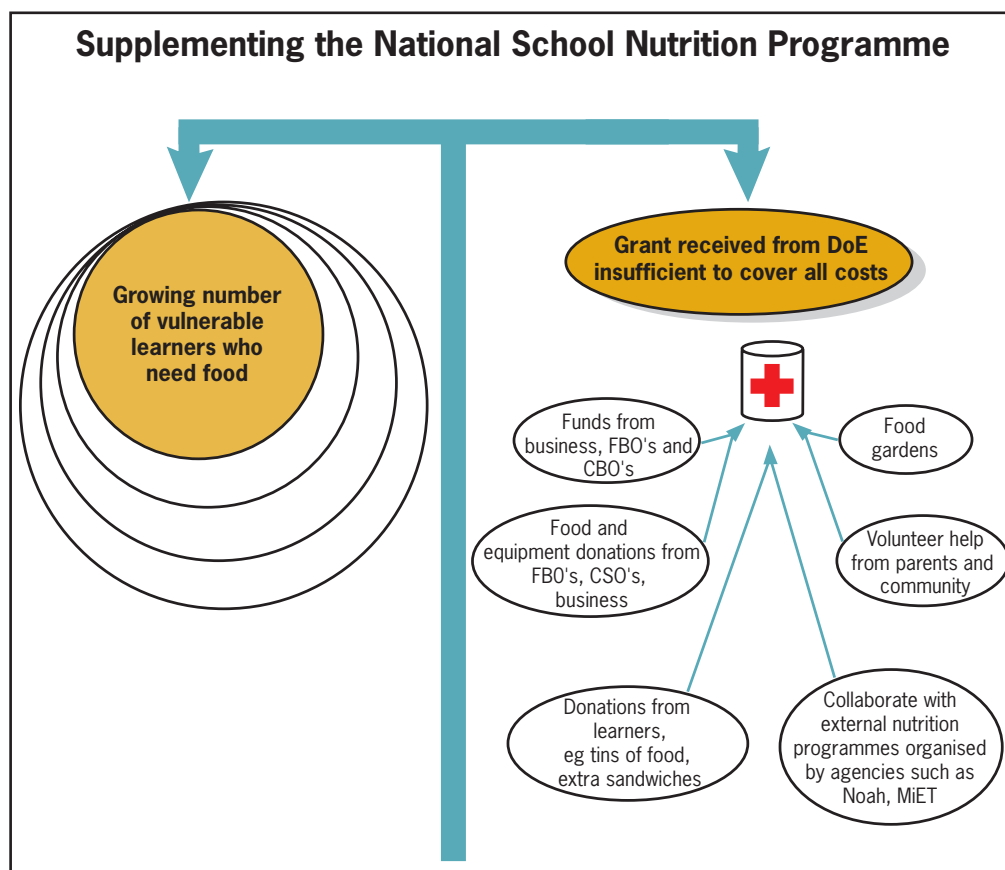 Supplementing the National School Nutrition Programme
Growing number
of vulnerable
learners who
need food
Grant received from DoE
insufficient to cover all costs
Funds from
business, FBO's and
CBO's
Food
gardens
Food and
equipment donations from
FBO's, CSO's,
business
Volunteer help
from parents and
community
Donations from
learners,
eg tins of food,
extra sandwiches
Collaborate with
external nutrition
programmes organised
by agencies such as
Noah, MiET